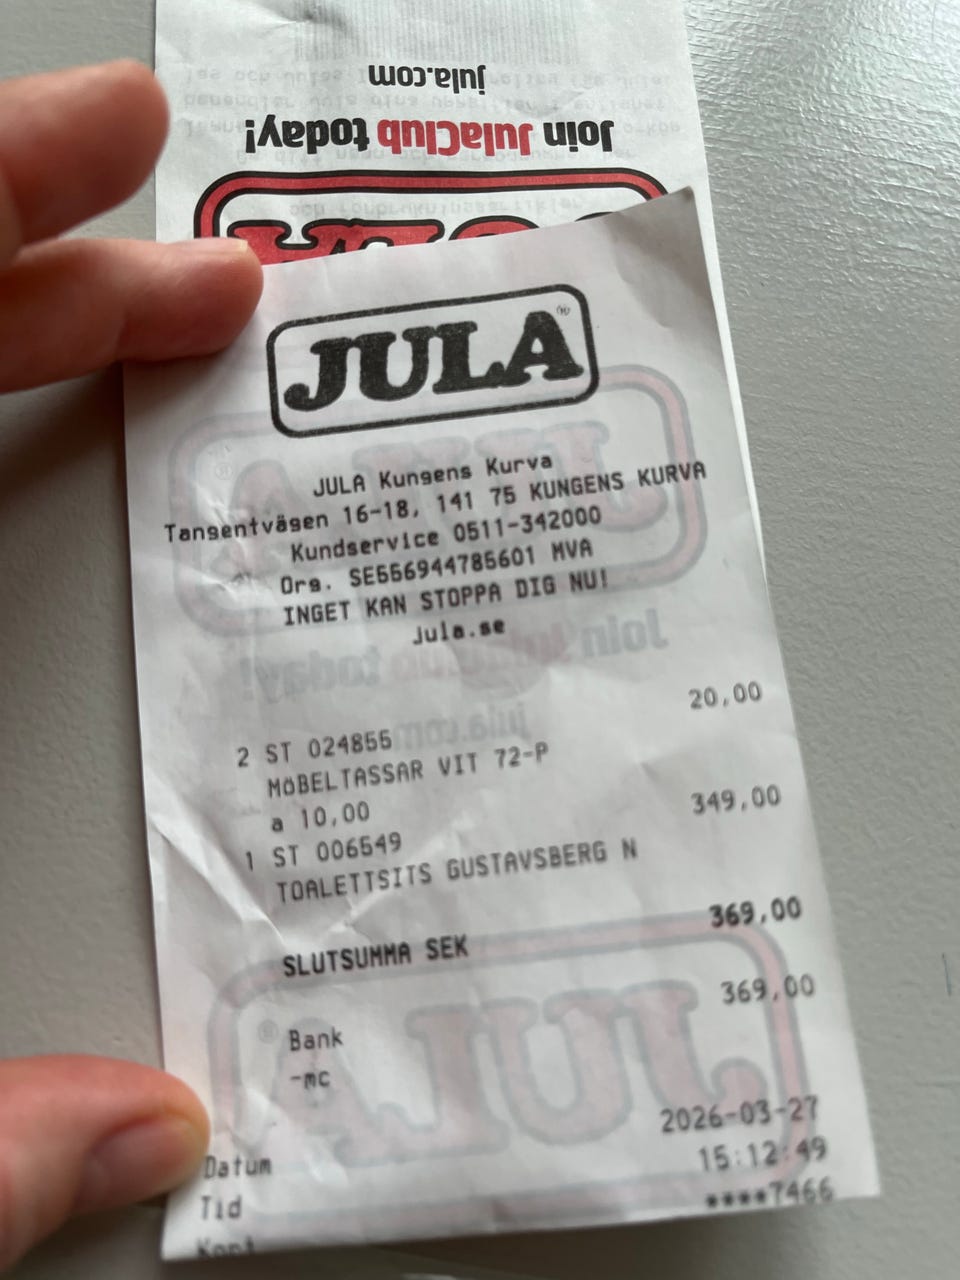 jula.com
Join JulaClub today!
JULA®
JULA Kungens Kurva
Tangentvägen 16-18, 141 75 KUNGENS KURVA
Kundservice 0511-342000
Org. SE556944785601 MVA
INGET KAN STOPPA DIG NU!
Jula.se
2 ST 024855 20,00
MÖBELTASSAR VIT 72-P
a 10,00
1 ST 006549 349,00
TOALETTSITS GUSTAVSBERG N
SLUTSUMMA SEK 369,00
Bank 369,00
-mc
Datum 2026-03-27
Tid 15:12:49
Kort ****7466